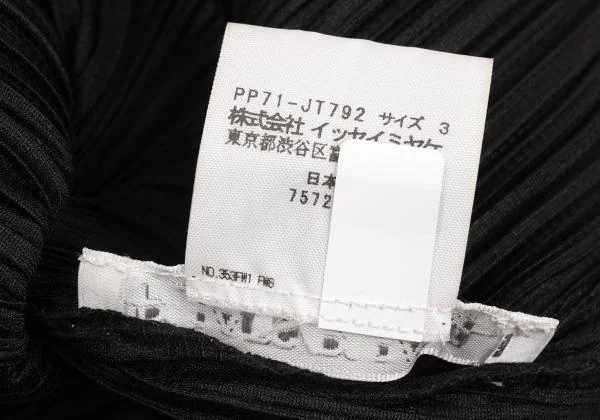 PP71-JT792 サイズ 3
株式会社 イッセイミヤケ
東京都渋谷区富
日本
7572
NO.353FW1 FW6